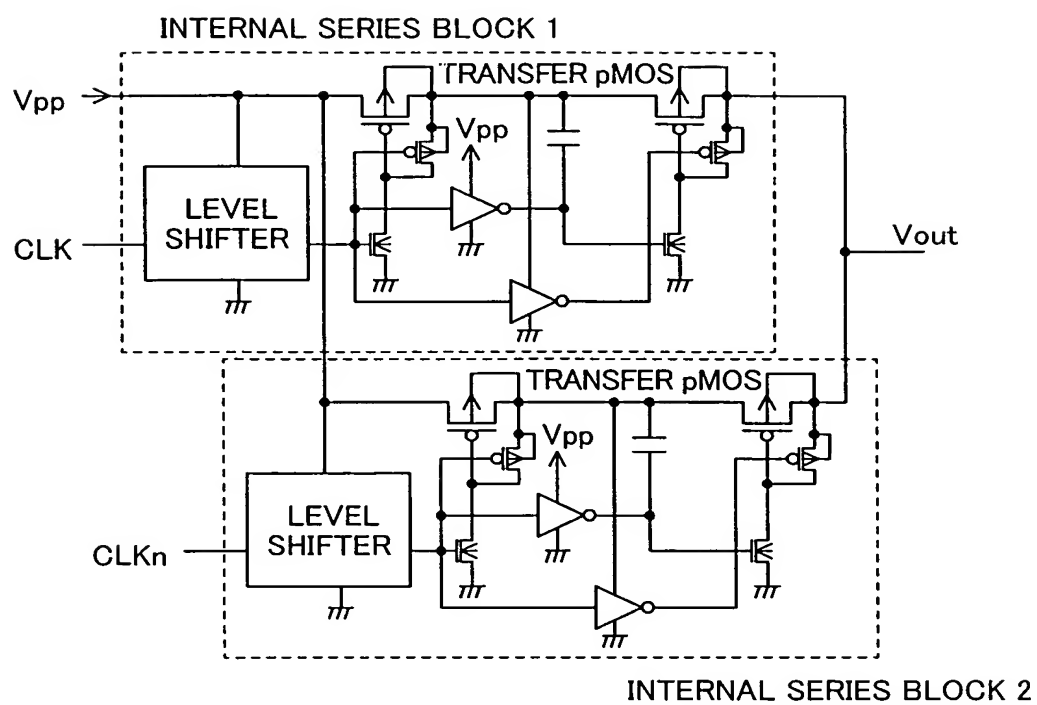 INTERNAL SERIES BLOCK 1
TRANSFER pMOS
Vpp
Vpp
LEVEL
SHIFTER
CLK
Vout
TRANSFER pMOS
Vpp
LEVEL
SHIFTER
CLKn
INTERNAL SERIES BLOCK 2